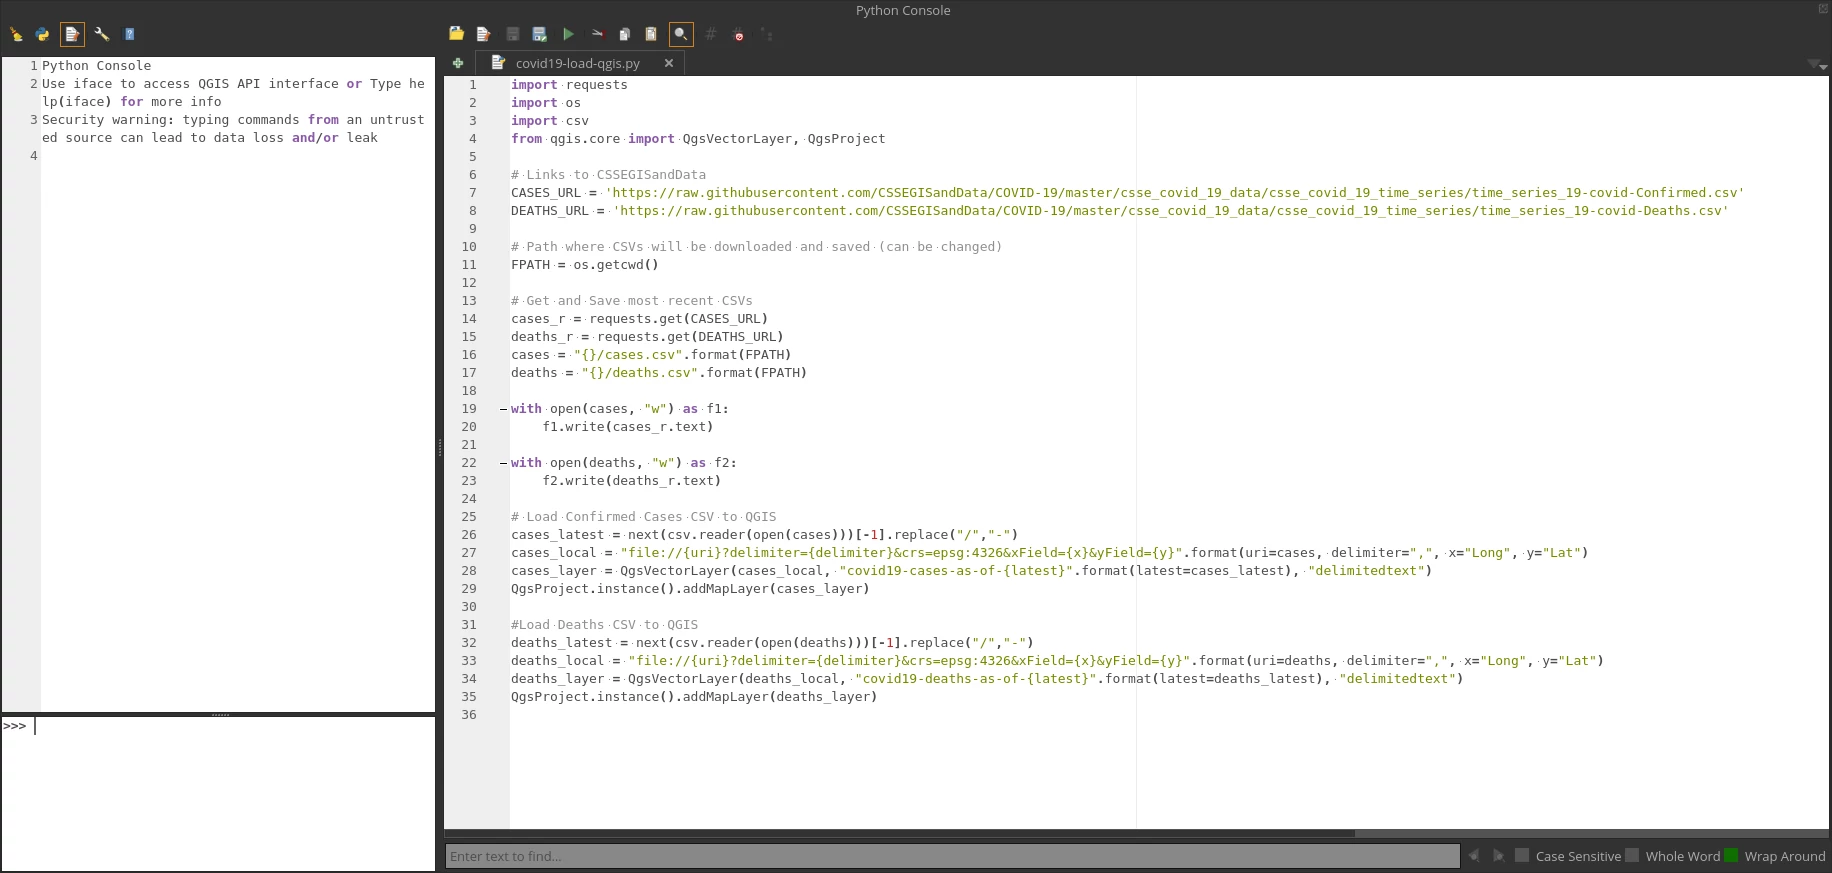 Python Console
1 Python Console
2 Use iface to access QGIS API interface or Type he
lp(iface) for more info
3 Security warning: typing commands from an untrust
ed source can lead to data loss and/or leak
4
>>>
covid19-load-qgis.py
1 import requests
2 import os
3 import csv
4 from qgis.core import QgsVectorLayer, QgsProject
5
6 # Links to CSSEGISandData
7 CASES_URL = 'https://raw.githubusercontent.com/CSSEGISandData/COVID-19/master/csse_covid_19_data/csse_covid_19_time_series/time_series_19-covid-Confirmed.csv'
8 DEATHS_URL = 'https://raw.githubusercontent.com/CSSEGISandData/COVID-19/master/csse_covid_19_data/csse_covid_19_time_series/time_series_19-covid-Deaths.csv'
9
10 # Path where CSVs will be downloaded and saved (can be changed)
11 FPATH = os.getcwd()
12
13 # Get and Save most recent CSVs
14 cases_r = requests.get(CASES_URL)
15 deaths_r = requests.get(DEATHS_URL)
16 cases = "{}/cases.csv".format(FPATH)
17 deaths = "{}/deaths.csv".format(FPATH)
18
19 with open(cases, "w") as f1:
20     f1.write(cases_r.text)
21
22 with open(deaths, "w") as f2:
23     f2.write(deaths_r.text)
24
25 # Load Confirmed Cases CSV to QGIS
26 cases_latest = next(csv.reader(open(cases)))[-1].replace("/","-")
27 cases_local = "file://{uri}?delimiter={delimiter}&crs=epsg:4326&xField={x}&yField={y}".format(uri=cases, delimiter=",", x="Long", y="Lat")
28 cases_layer = QgsVectorLayer(cases_local, "covid19-cases-as-of-{latest}".format(latest=cases_latest), "delimitedtext")
29 QgsProject.instance().addMapLayer(cases_layer)
30
31 #Load Deaths CSV to QGIS
32 deaths_latest = next(csv.reader(open(deaths)))[-1].replace("/","-")
33 deaths_local = "file://{uri}?delimiter={delimiter}&crs=epsg:4326&xField={x}&yField={y}".format(uri=deaths, delimiter=",", x="Long", y="Lat")
34 deaths_layer = QgsVectorLayer(deaths_local, "covid19-deaths-as-of-{latest}".format(latest=deaths_latest), "delimitedtext")
35 QgsProject.instance().addMapLayer(deaths_layer)
36
Enter text to find...
Case Sensitive
Whole Word
Wrap Around